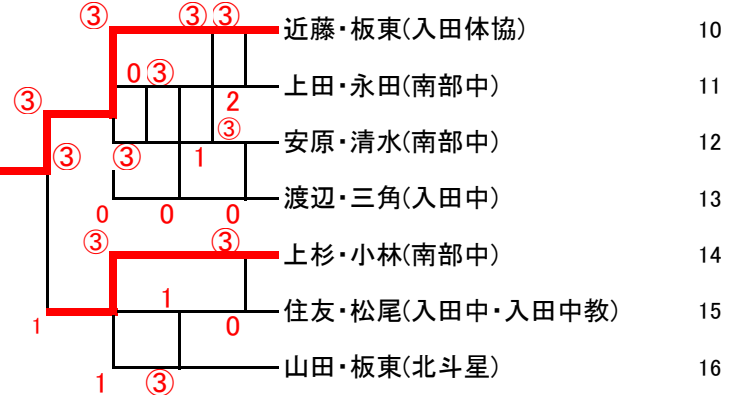 ③ ③ ③ 近藤・板東(入田体協) 10
0 ③ 上田・永田(南部中) 11
③ 2
③ 安原・清水(南部中) 12
③ ③ 1
渡辺・三角(入田中) 13
0 0 0
③ ③ 上杉・小林(南部中) 14
1 住友・松尾(入田中・入田中教) 15
1 0
山田・板東(北斗星) 16
1 ③